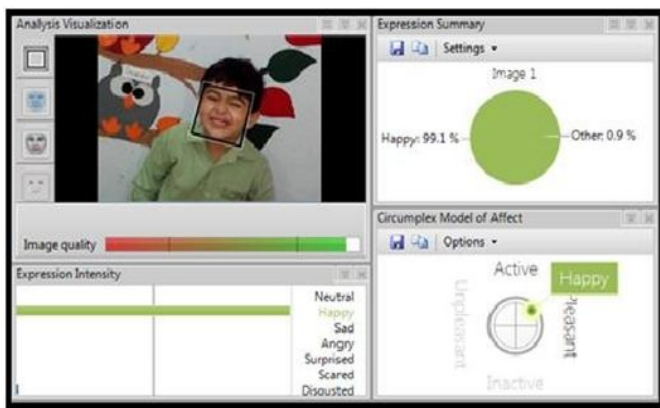 Analysis Visualization
Image quality
Expression Intensity
Neutral
Happy
Sad
Angry
Surprised
Scared
Disgusted
Expression Summary
Settings
Image 1
Happy: 99.1 %
Other: 0.9 %
Circumplex Model of Affect
Options
Active
Happy
Unpleasant
Pleasant
Inactive